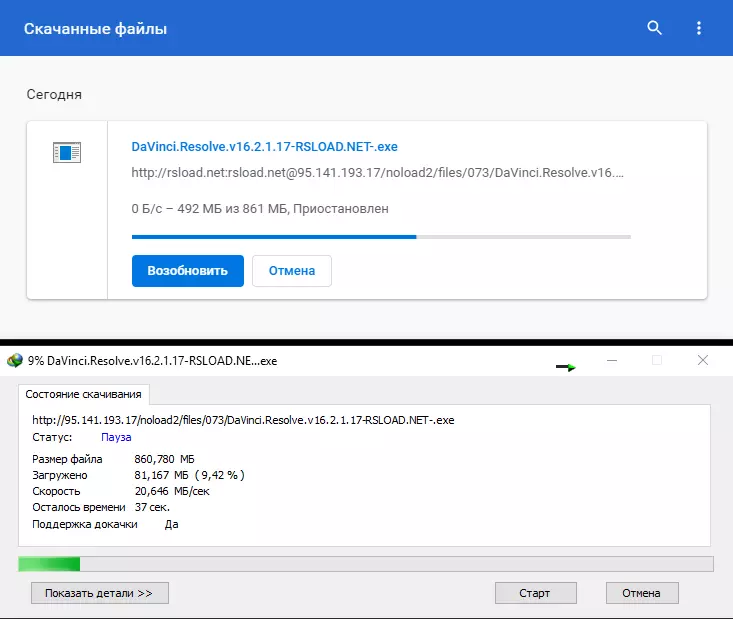 Скачанные файлы
Сегодня
DaVinci.Resolve.v16.2.1.17-RSLOAD.NET-.exe
http://rsload.net:rsload.net@95.141.193.17/noload2/files/073/DaVinci.Resolve.v16....
0 Б/с – 492 МБ из 861 МБ, Приостановлен
Возобновить Отмена
9% DaVinci.Resolve.v16.2.1.17-RSLOAD.NE...exe
Состояние скачивания
http://95.141.193.17/noload2/files/073/DaVinci.Resolve.v16.2.1.17-RSLOAD.NET-.exe
Статус: Пауза
Размер файла 860,780 МБ
Загружено 81,167 МБ ( 9,42 % )
Скорость 20,646 МБ/сек
Осталось времени 37 сек.
Поддержка докачки Да
Показать детали >> Старт Отмена